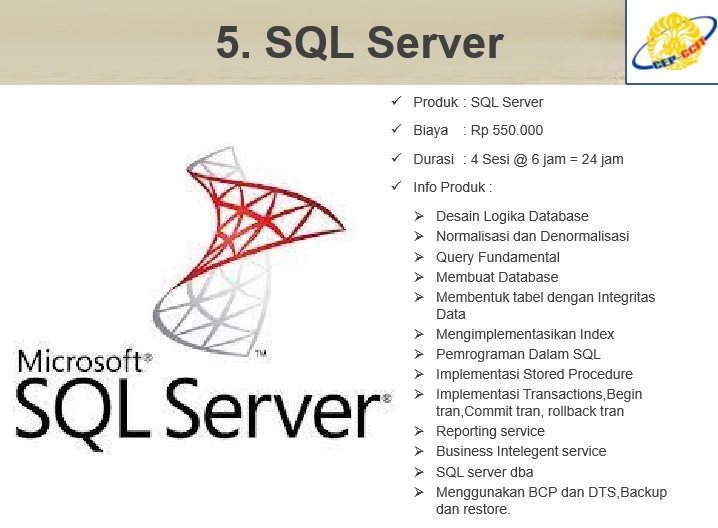 5. SQL Server
CEP-CCIT
✓ Produk : SQL Server
✓ Biaya : Rp 550.000
✓ Durasi : 4 Sesi @ 6 jam = 24 jam
✓ Info Produk :
➢ Desain Logika Database
➢ Normalisasi dan Denormalisasi
➢ Query Fundamental
➢ Membuat Database
➢ Membentuk tabel dengan Integritas
Data
➢ Mengimplementasikan Index
➢ Pemrograman Dalam SQL
➢ Implementasi Stored Procedure
➢ Implementasi Transactions,Begin
tran,Commit tran, rollback tran
➢ Reporting service
➢ Business Intelegent service
➢ SQL server dba
➢ Menggunakan BCP dan DTS,Backup
dan restore.
™
Microsoft®
SQL Server®